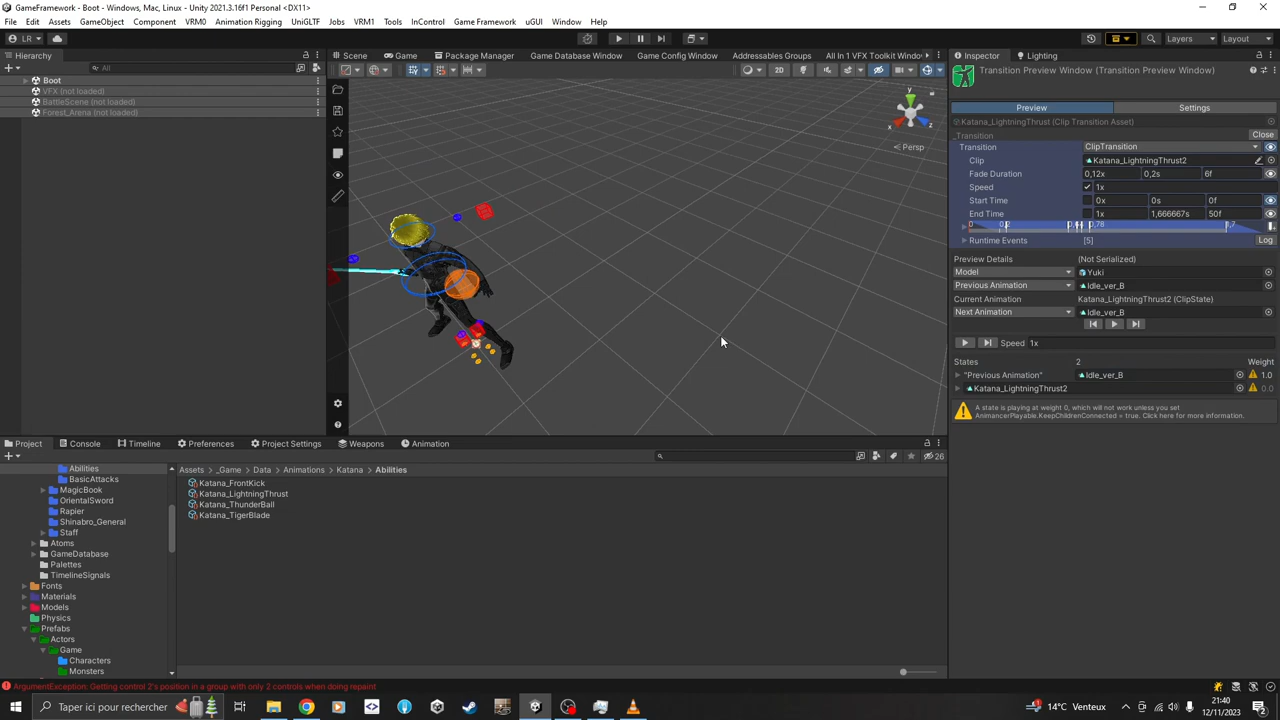 GameFramework - Boot - Windows, Mac, Linux - Unity 2021.3.16f1 Personal <DX11>
File Edit Assets GameObject Component VRM0 Animation Rigging UniGLTF Jobs VRM1 Tools InControl Game Framework uGUI Window Help
LR Layers Layout
Hierarchy
All
Boot
VFX (not loaded)
BattleScene (not loaded)
Forest_Arena (not loaded)
Scene Game Package Manager Game Database Window Game Config Window Addressables Groups All In 1 VFX Toolkit Windo
2D
y
x z
Persp
Inspector Lighting
Transition Preview Window (Transition Preview Window)
Preview Settings
Katana_LightningThrust (Clip Transition Asset)
_Transition Close
Transition ClipTransition
Clip Katana_LightningThrust2
Fade Duration 0,12x 0,2s 6f
Speed 1x
Start Time 0x 0s 0f
End Time 1x 1,666667s 50f
Runtime Events [5] Log
Preview Details (Not Serialized)
Model Yuki
Previous Animation Idle_ver_B
Current Animation Katana_LightningThrust2 (ClipState)
Next Animation Idle_ver_B
Speed 1x
States 2 Weight
"Previous Animation" Idle_ver_B 1.0
Katana_LightningThrust2 0.0
A state is playing at weight 0, which will not work unless you set
AnimancerPlayable.KeepChildrenConnected = true. Click here for more information.
Project Console Timeline Preferences Project Settings Weapons Animation
26
Assets > _Game > Data > Animations > Katana > Abilities
Abilities
BasicAttacks
MagicBook
OrientalSword
Rapier
Shinabro_General
Staff
Atoms
GameDatabase
Palettes
TimelineSignals
Fonts
Materials
Models
Physics
Prefabs
Actors
Game
Characters
Monsters
Katana_FrontKick
Katana_LightningThrust
Katana_ThunderBall
Katana_TigerBlade
ArgumentException: Getting control 2's position in a group with only 2 controls when doing repaint
Taper ici pour rechercher
14°C Venteux
21:40
12/11/2023